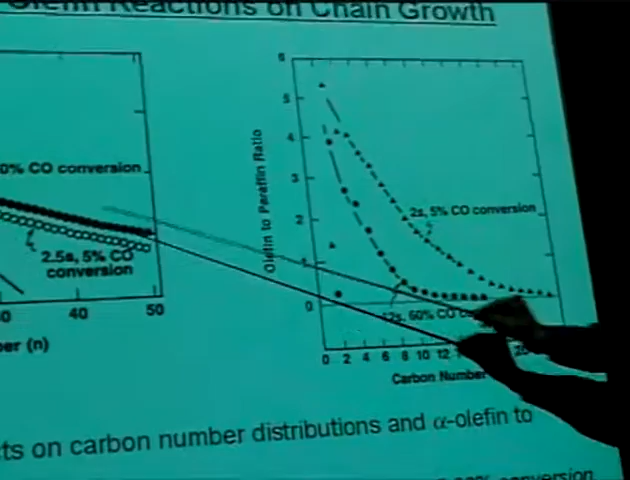 Olefin Reactions on Chain Growth
0% CO conversion
2.5s, 5% CO
conversion
40
50
er (n)
Olefin to Paraffin Ratio
5
4
3
2
1
0
2s, 5% CO conversion
12s, 60% CO
0 2 4 6 8 10 12
Carbon Number
ts on carbon number distributions and α-olefin to
conversion